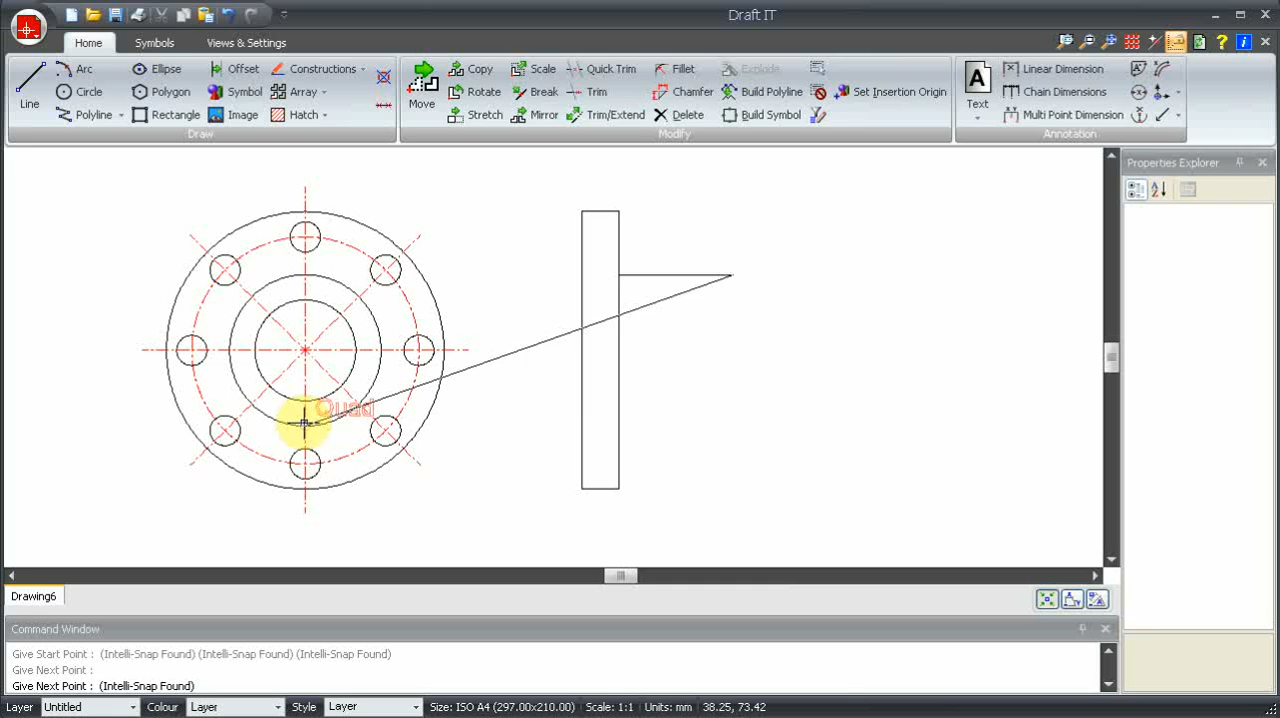 Draft IT
Home Symbols Views & Settings
Line
Arc
Circle
Polyline
Ellipse
Polygon
Rectangle
Offset
Symbol
Image
Constructions
Array
Hatch
Draw
Move
Copy
Rotate
Stretch
Scale
Break
Mirror
Quick Trim
Trim
Trim/Extend
Fillet
Chamfer
Delete
Explode
Build Polyline
Build Symbol
Set Insertion Origin
Modify
A
Text
Linear Dimension
Chain Dimensions
Multi Point Dimension
Annotation
Properties Explorer
Quad
Drawing6
Command Window
Give Start Point : (Intelli-Snap Found) (Intelli-Snap Found) (Intelli-Snap Found)
Give Next Point :
Give Next Point : (Intelli-Snap Found)
Layer Untitled Colour Layer Style Layer Size: ISO A4 (297.00x210.00) Scale: 1:1 Units: mm 38.25, 73.42